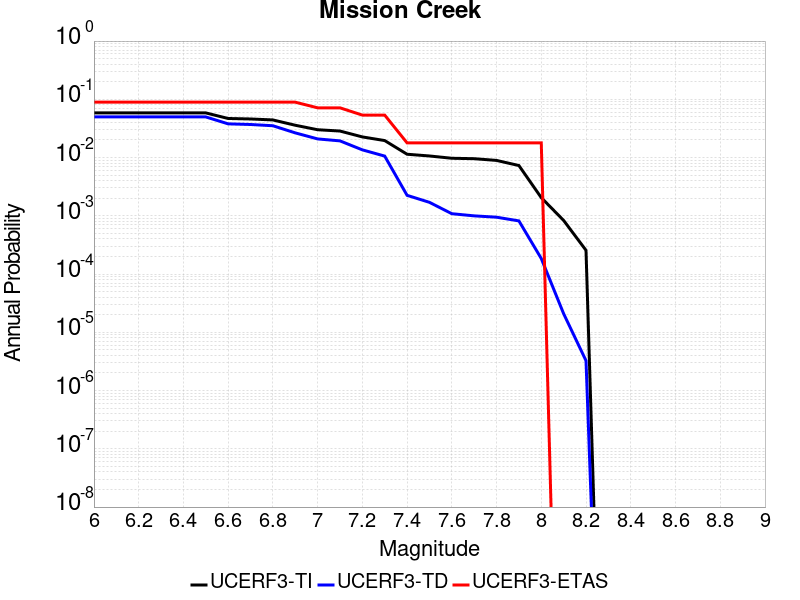 Mission Creek
10^0
10^-1
10^-2
10^-3
10^-4
10^-5
10^-6
10^-7
10^-8
Annual Probability
6 6.2 6.4 6.6 6.8 7 7.2 7.4 7.6 7.8 8 8.2 8.4 8.6 8.8 9
Magnitude
UCERF3-TI UCERF3-TD UCERF3-ETAS